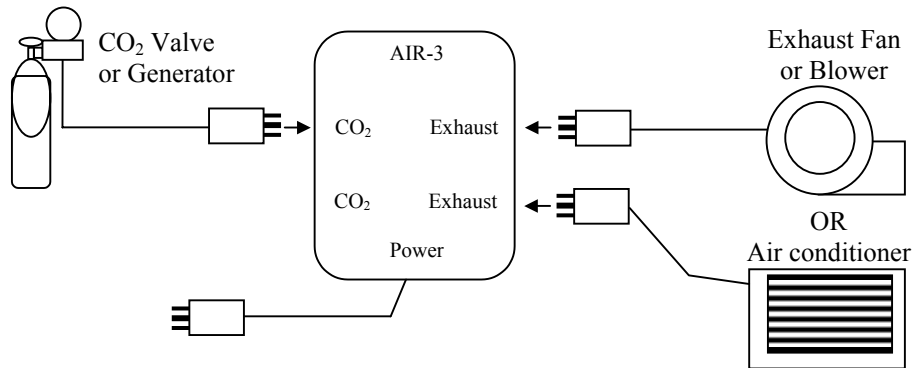 CO₂ Valve
or Generator
AIR-3
Exhaust Fan
or Blower
CO₂ Exhaust
CO₂ Exhaust
Power
OR
Air conditioner